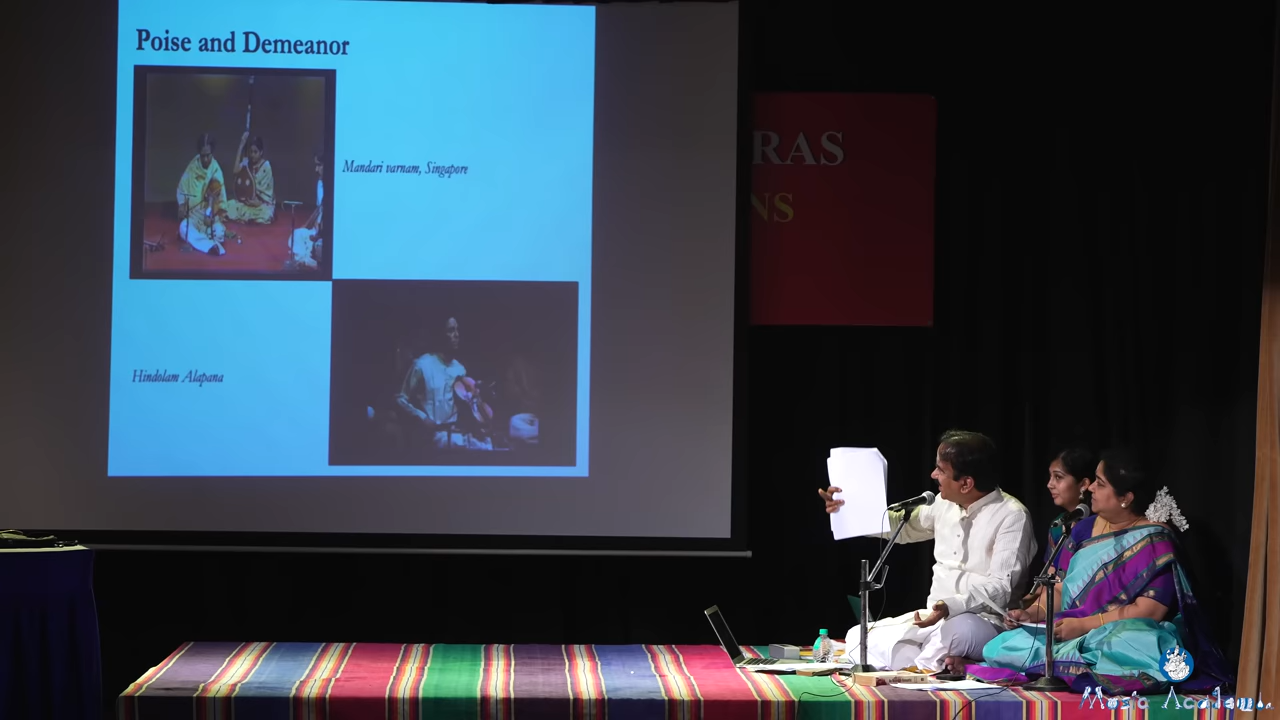 Poise and Demeanor
Mandari varnam, Singapore
Hindolam Alapana
RAS
NS
Music Academy